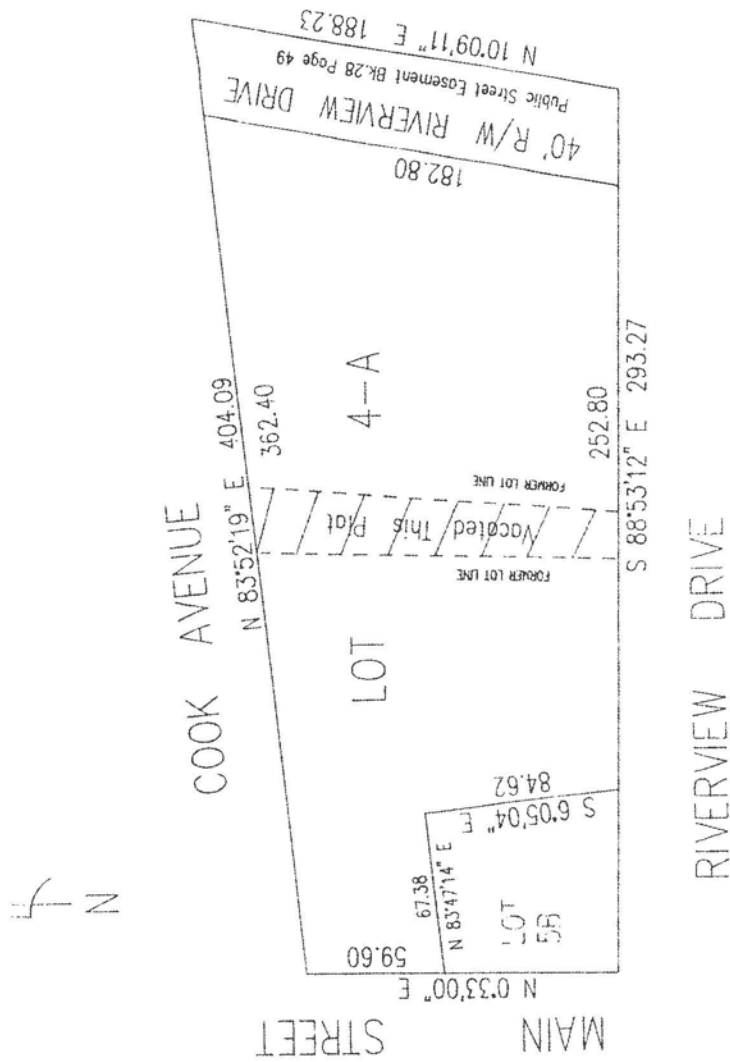 N
COOK AVENUE
N 83°52'19" E 404.09
362.40
N 10°09'11" E 188.23
Public Street Easement Bk.28 Page 49
40' R/W RIVERVIEW DRIVE
182.80
LOT
4-A
FORMER LOT LINE
Vacated This Plat
FORMER LOT LINE
252.80
S 88°53'12" E 293.27
59.60
N 0°33'00" E
67.38
N 83°47'14" E
S 6°05'04" E
84.62
LOT
5B
MAIN STREET
RIVERVIEW DRIVE